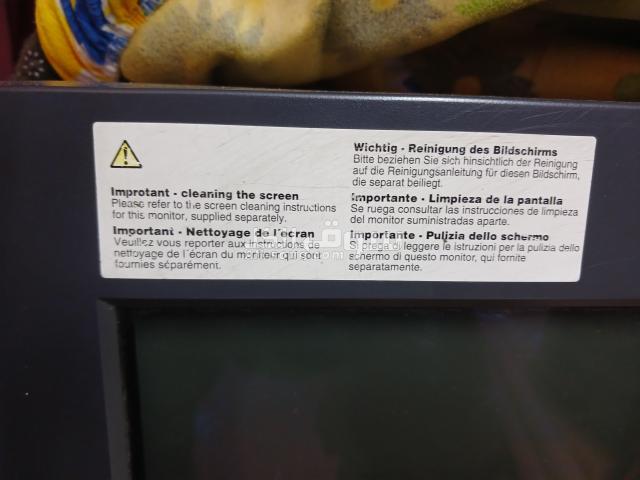 Improtant - cleaning the screen
Please refer to the screen cleaning instructions
for this monitor, supplied separately.
Important - Nettoyage de l'écran
Veuillez vous reporter aux instructions de
nettoyage de l'écran du moniteur qui sont
fournies séparément.
Wichtig - Reinigung des Bildschirms
Bitte beziehen Sie sich hinsichtlich der Reinigung
auf die Reinigungsanleitung für diesen Bildschirm,
die separat beiliegt.
Importante - Limpieza de la pantalla
Se ruega consultar las instrucciones de limpieza
del monitor suministradas aparte.
Importante - Pulizia dello schermo
Si prega di leggere le istruzioni per la pulizia dello
schermo di questo monitor, qui fornite
separatamente.